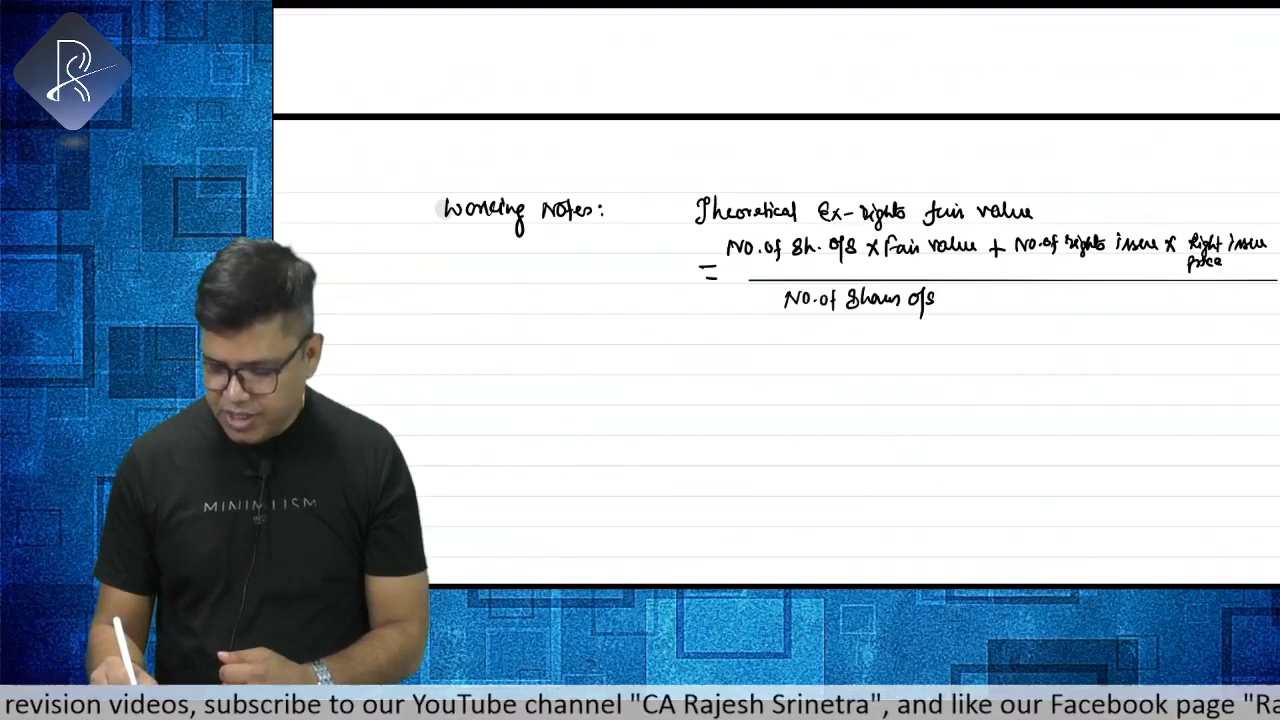 RS
Working Notes:
Theoretical Ex-rights fair value
No. of Sh. o/s x Fair value + No. of rights issue x Right issue
price
=
No. of Shares o/s
MINIMLISM
revision videos, subscribe to our YouTube channel "CA Rajesh Srinetra", and like our Facebook page "Ra